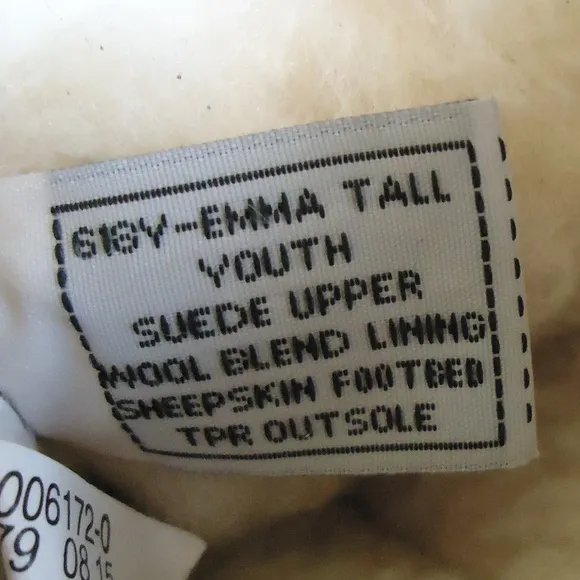 616Y-EMMA TALL
YOUTH
SUEDE UPPER
WOOL BLEND LINING
SHEEPSKIN FOOTBED
TPR OUTSOLE
006172-0
79 08 15